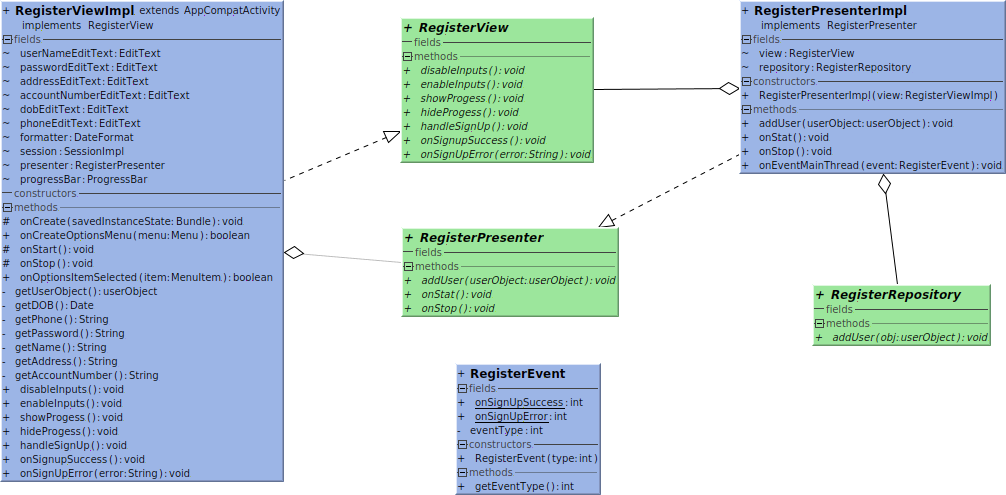 + RegisterViewImpl extends AppCompatActivity
implements RegisterView
fields
~ userNameEditText:EditText
~ passwordEditText:EditText
~ addressEditText:EditText
~ accountNumberEditText:EditText
~ dobEditText:EditText
~ phoneEditText:EditText
~ formatter:DateFormat
~ session:SessionImpl
~ presenter:RegisterPresenter
~ progressBar:ProgressBar
constructors
methods
# onCreate(savedInstanceState:Bundle):void
+ onCreateOptionsMenu(menu:Menu):boolean
# onStart():void
# onStop():void
+ onOptionsItemSelected(item:MenuItem):boolean
- getUserObject():userObject
- getDOB():Date
- getPhone():String
- getPassword():String
- getName():String
- getAddress():String
- getAccountNumber():String
+ disableInputs():void
+ enableInputs():void
+ showProgess():void
+ hideProgess():void
+ handleSignUp():void
+ onSignupSuccess():void
+ onSignUpError(error:String):void
+ RegisterView
fields
methods
+ disableInputs():void
+ enableInputs():void
+ showProgess():void
+ hideProgess():void
+ handleSignUp():void
+ onSignupSuccess():void
+ onSignUpError(error:String):void
+ RegisterPresenterImpl
implements RegisterPresenter
fields
~ view:RegisterView
~ repository:RegisterRepository
constructors
+ RegisterPresenterImpl(view:RegisterViewImpl)
methods
+ addUser(userObject:userObject):void
+ onStat():void
+ onStop():void
+ onEventMainThread(event:RegisterEvent):void
+ RegisterPresenter
fields
methods
+ addUser(userObject:userObject):void
+ onStat():void
+ onStop():void
+ RegisterRepository
fields
methods
+ addUser(obj:userObject):void
+ RegisterEvent
fields
+ onSignUpSuccess:int
+ onSignUpError:int
- eventType:int
constructors
+ RegisterEvent(type:int)
methods
+ getEventType():int